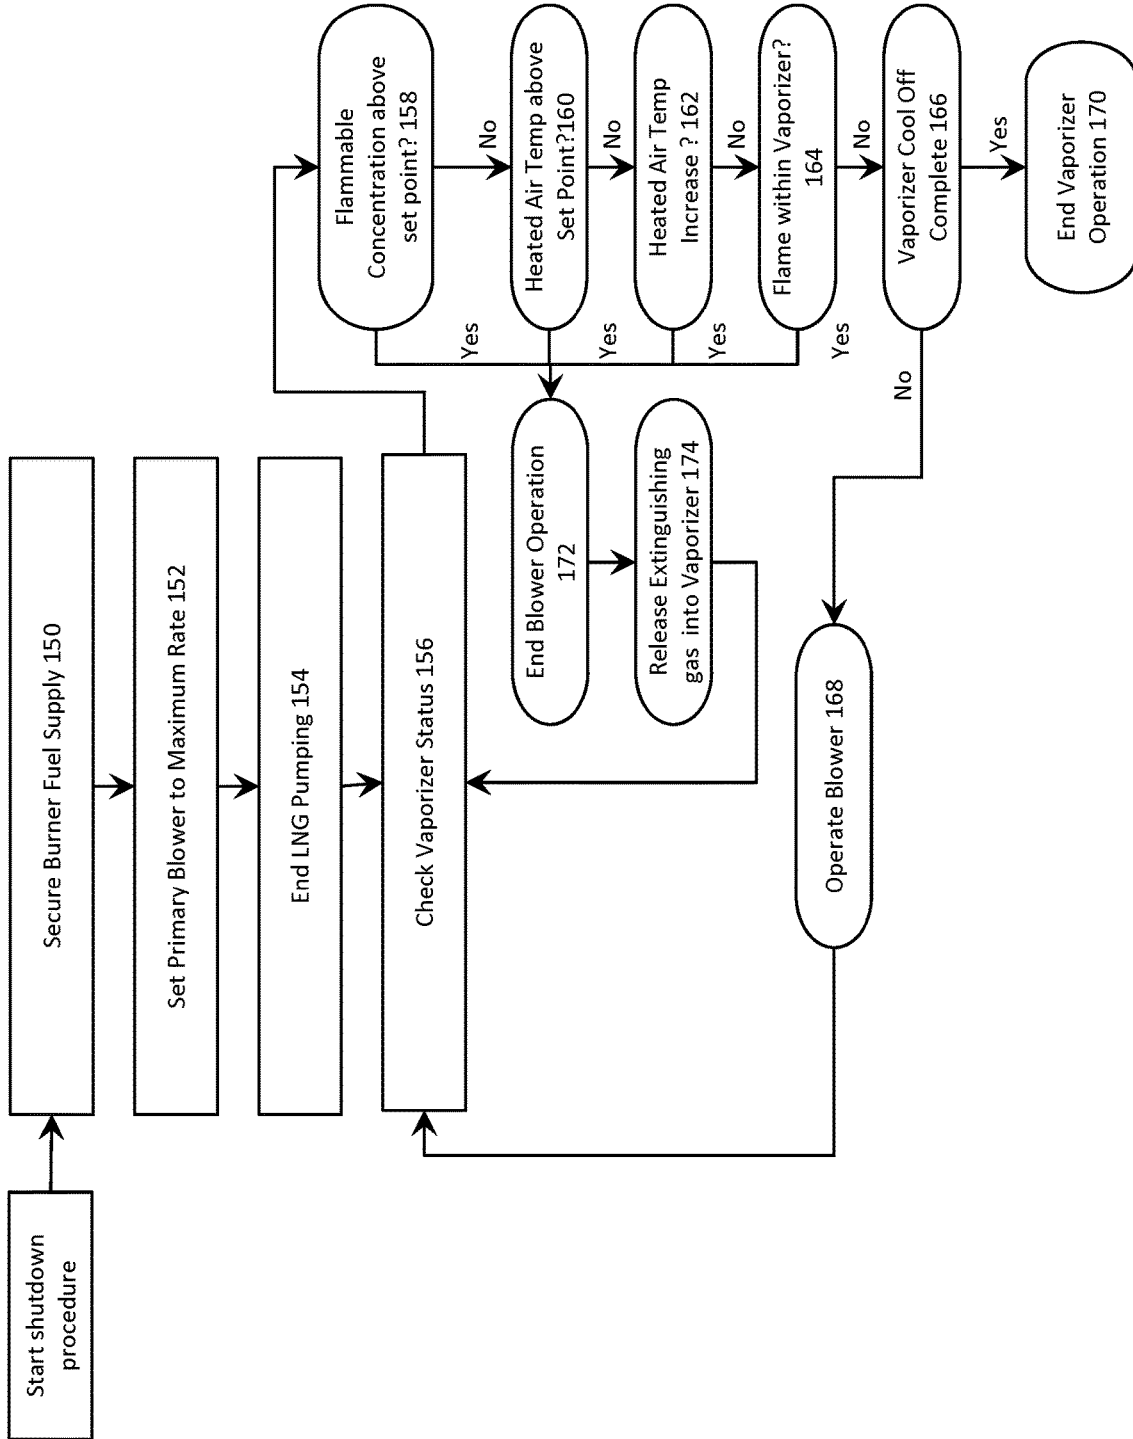 Start shutdown
procedure
Secure Burner Fuel Supply 150
Set Primary Blower to Maximum Rate 152
End LNG Pumping 154
Check Vaporizer Status 156
Flammable
Concentration above
set point? 158
No
Yes
Heated Air Temp above
Set Point?160
No
Yes
Heated Air Temp
Increase ? 162
No
Yes
Flame within Vaporizer?
164
No
Yes
Vaporizer Cool Off
Complete 166
No
Yes
End Vaporizer
Operation 170
End Blower Operation
172
Release Extinguishing
gas into Vaporizer 174
Operate Blower 168